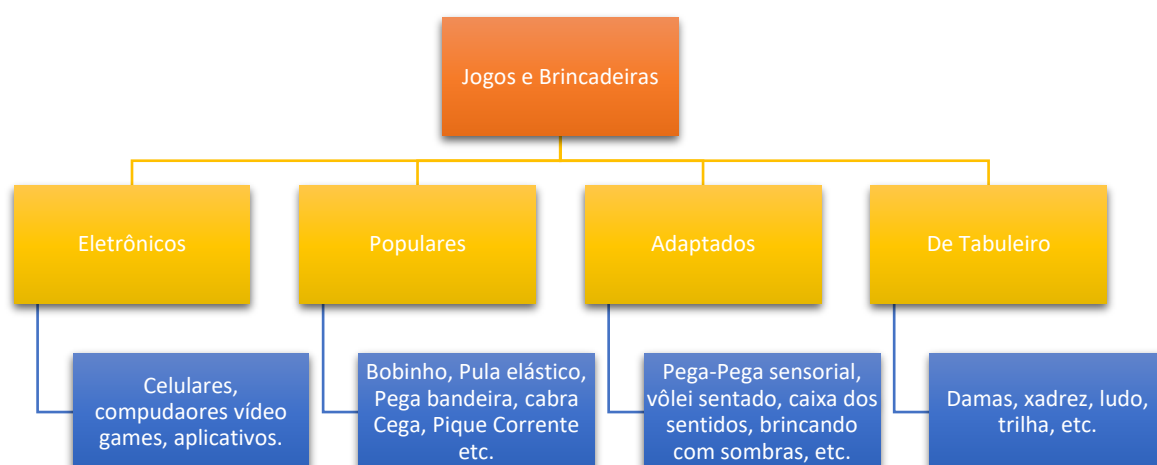 Jogos e Brincadeiras
Eletrônicos
Populares
Adaptados
De Tabuleiro
Celulares,
compudaores vídeo
games, aplicativos.
Bobinho, Pula elástico,
Pega bandeira, cabra
Cega, Pique Corrente
etc.
Pega-Pega sensorial,
vôlei sentado, caixa dos
sentidos, brincando
com sombras, etc.
Damas, xadrez, ludo,
trilha, etc.